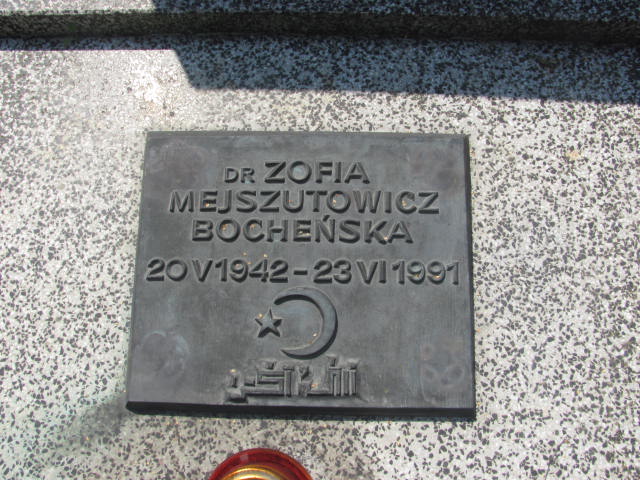 DR ZOFIA
MEJSZUTOWICZ
BOCHEŃSKA
20 V 1942 – 23 VI 1991